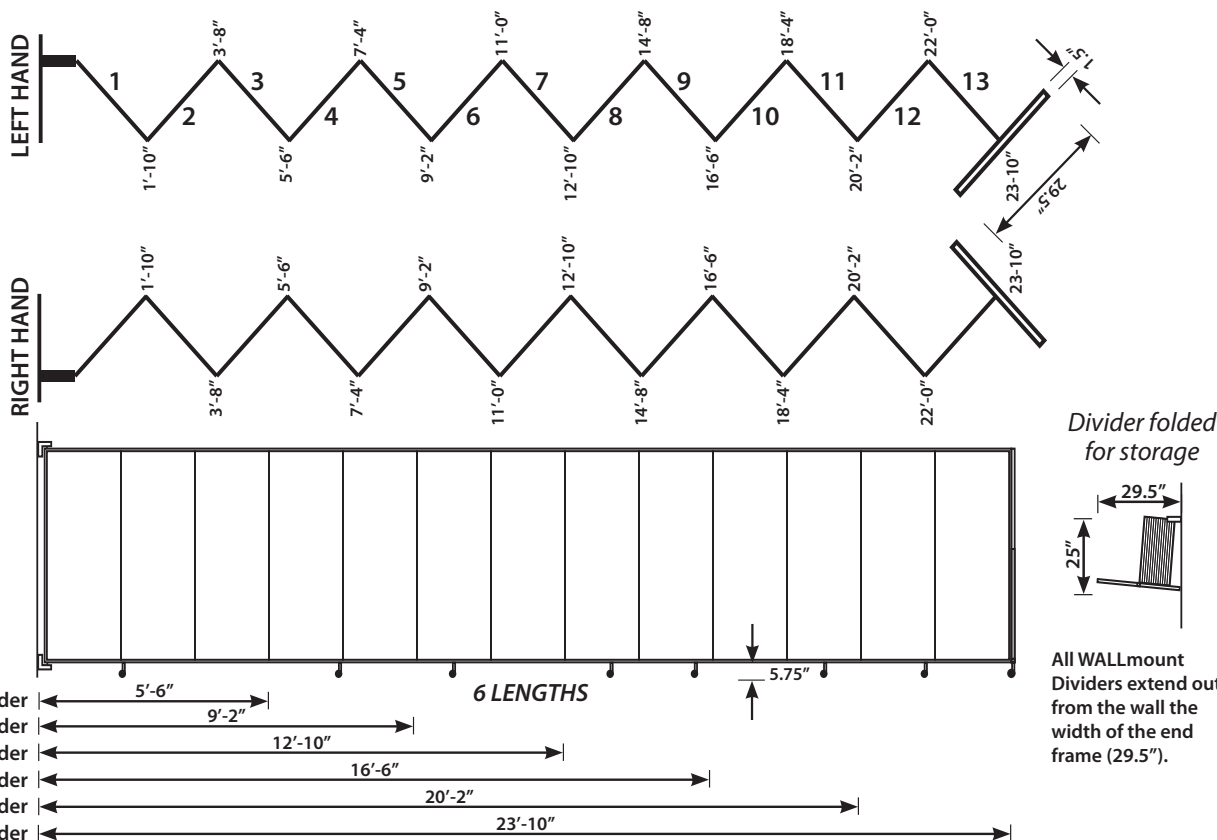 LEFT HAND
3'-8"
7'-4"
11'-0"
14'-8"
18'-4"
22'-0"
1.5"
1
2
3
4
5
6
7
8
9
10
11
12
13
1'-10"
5'-6"
9'-2"
12'-10"
16'-6"
20'-2"
23-10"
29.5"
RIGHT HAND
1'-10"
5'-6"
9'-2"
12'-10"
16'-6"
20'-2"
23-10"
3'-8"
7'-4"
11'-0"
14'-8"
18'-4"
22'-0"
Divider folded
for storage
29.5"
25"
5.75"
6 LENGTHS
All WALLmount
Dividers extend out
from the wall the
width of the end
frame (29.5").
der 5'-6"
der 9'-2"
der 12'-10"
der 16'-6"
der 20'-2"
der 23'-10"